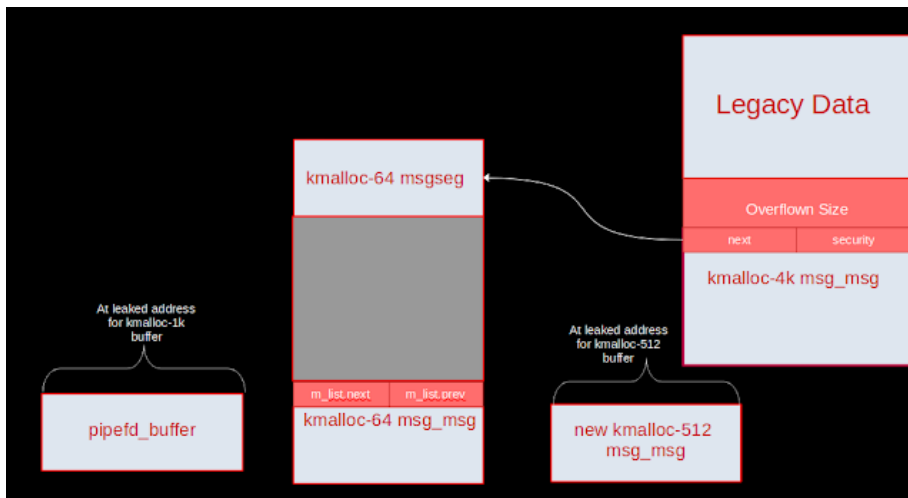 Legacy Data
kmalloc-64 msgseg
Overflown Size
next
security
kmalloc-4k msg_msg
At leaked address
for kmalloc-1k
buffer
At leaked address
for kmalloc-512
buffer
m_list.next
m_list.prev
kmalloc-64 msg_msg
pipefd_buffer
new kmalloc-512
msg_msg